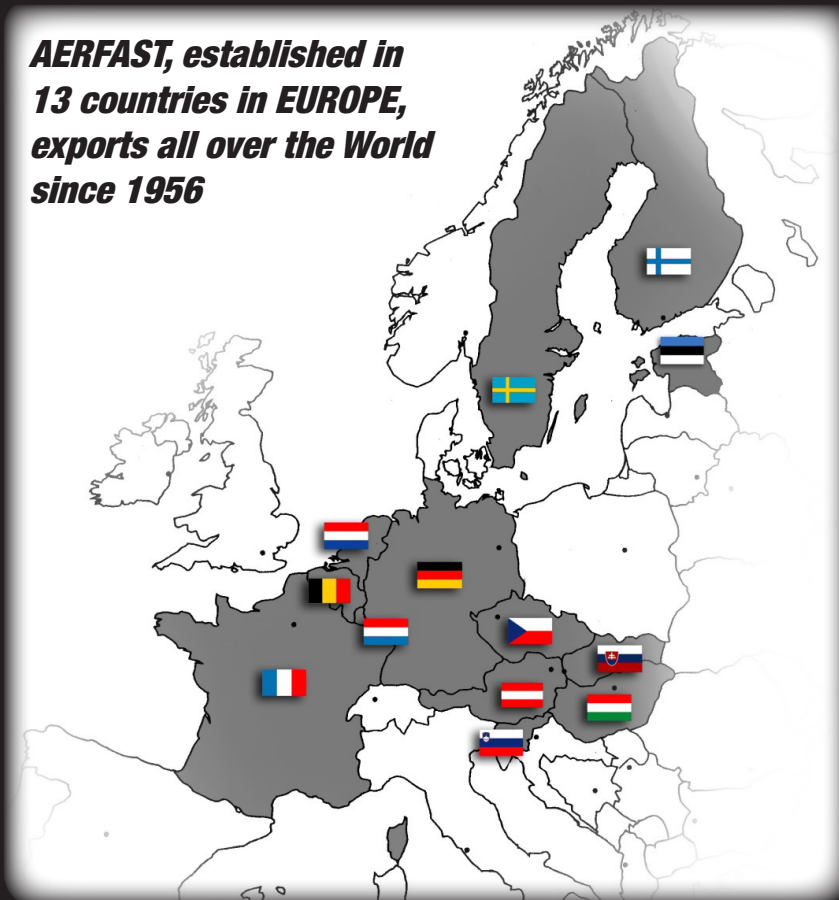 AERFAST, established in
13 countries in EUROPE,
exports all over the World
since 1956